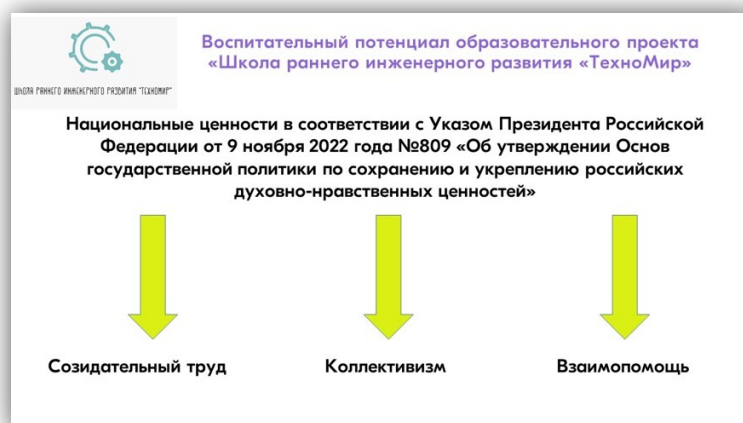 Воспитательный потенциал образовательного проекта
«Школа раннего инженерного развития «ТехноМир»
ШКОЛА РАННЕГО ИНЖЕНЕРНОГО РАЗВИТИЯ "ТЕХНОМИР"
Национальные ценности в соответствии с Указом Президента Российской
Федерации от 9 ноября 2022 года №809 «Об утверждении Основ
государственной политики по сохранению и укреплению российских
духовно-нравственных ценностей»
Созидательный труд
Коллективизм
Взаимопомощь